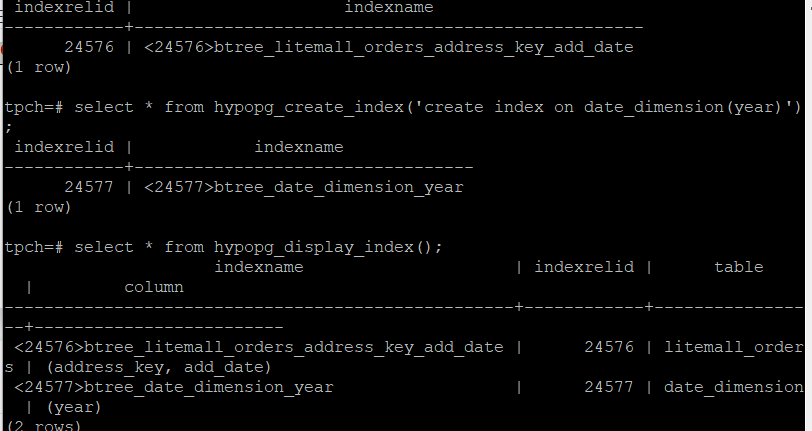 indexrelid |                     indexname
------------+---------------------------------------------------
      24576 | <24576>btree_litemall_orders_address_key_add_date
(1 row)
tpch=# select * from hypopg_create_index('create index on date_dimension(year)')
;
 indexrelid |            indexname
------------+----------------------------------
      24577 | <24577>btree_date_dimension_year
(1 row)
tpch=# select * from hypopg_display_index();
                     indexname                     | indexrelid |      table
  |         column
---------------------------------------------------+------------+---------------
--+-------------------------
 <24576>btree_litemall_orders_address_key_add_date |      24576 | litemall_order
s | (address_key, add_date)
 <24577>btree_date_dimension_year                  |      24577 | date_dimension
  | (year)
(2 rows)